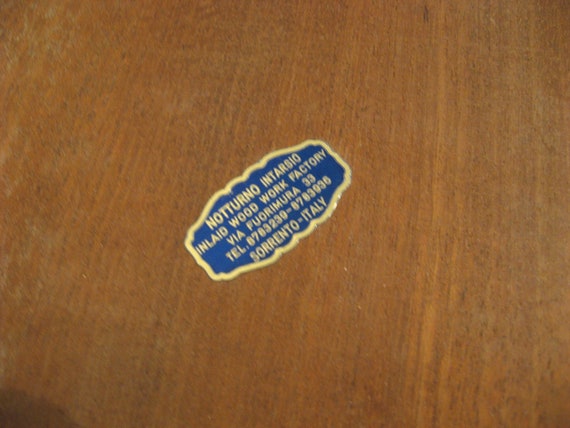 NOTTURNO INTARSIO
INLAID WOOD WORK FACTORY
VIA FUORIMURA 33
TEL. 8783239-8783936
SORRENTO-ITALY